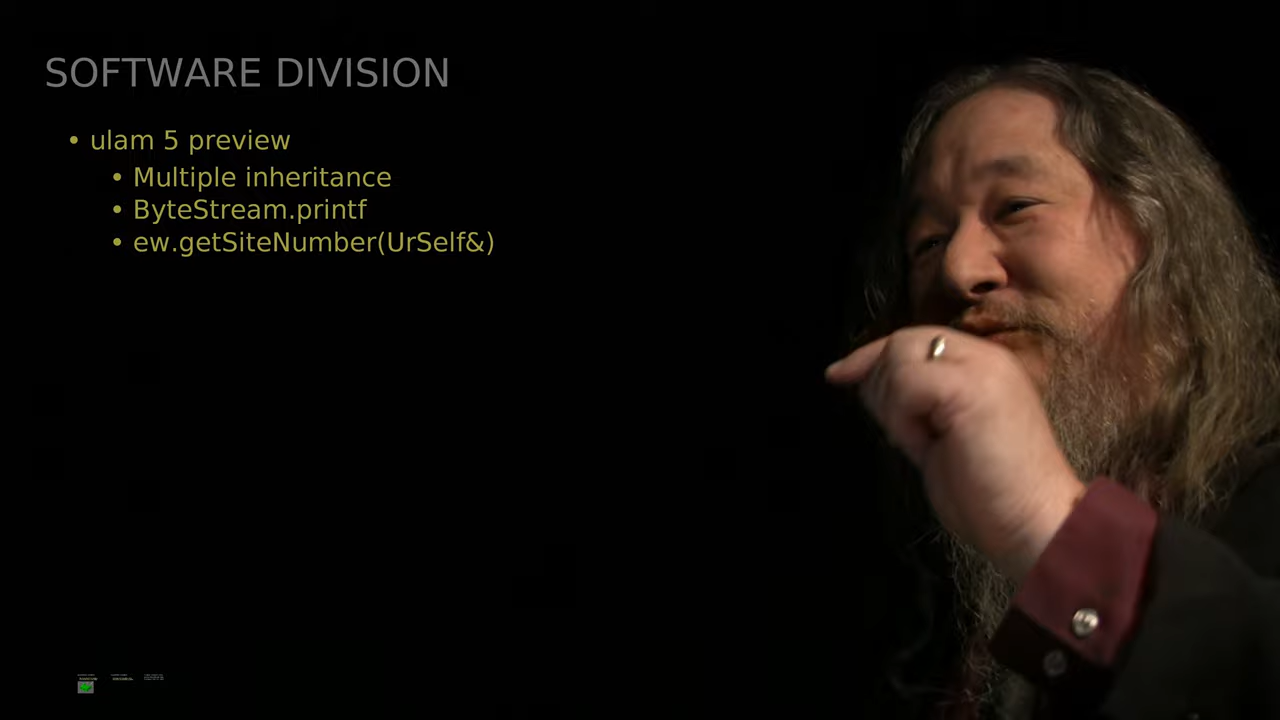 SOFTWARE DIVISION
• ulam 5 preview
• Multiple inheritance
• ByteStream.printf
• ew.getSiteNumber(UrSelf&)